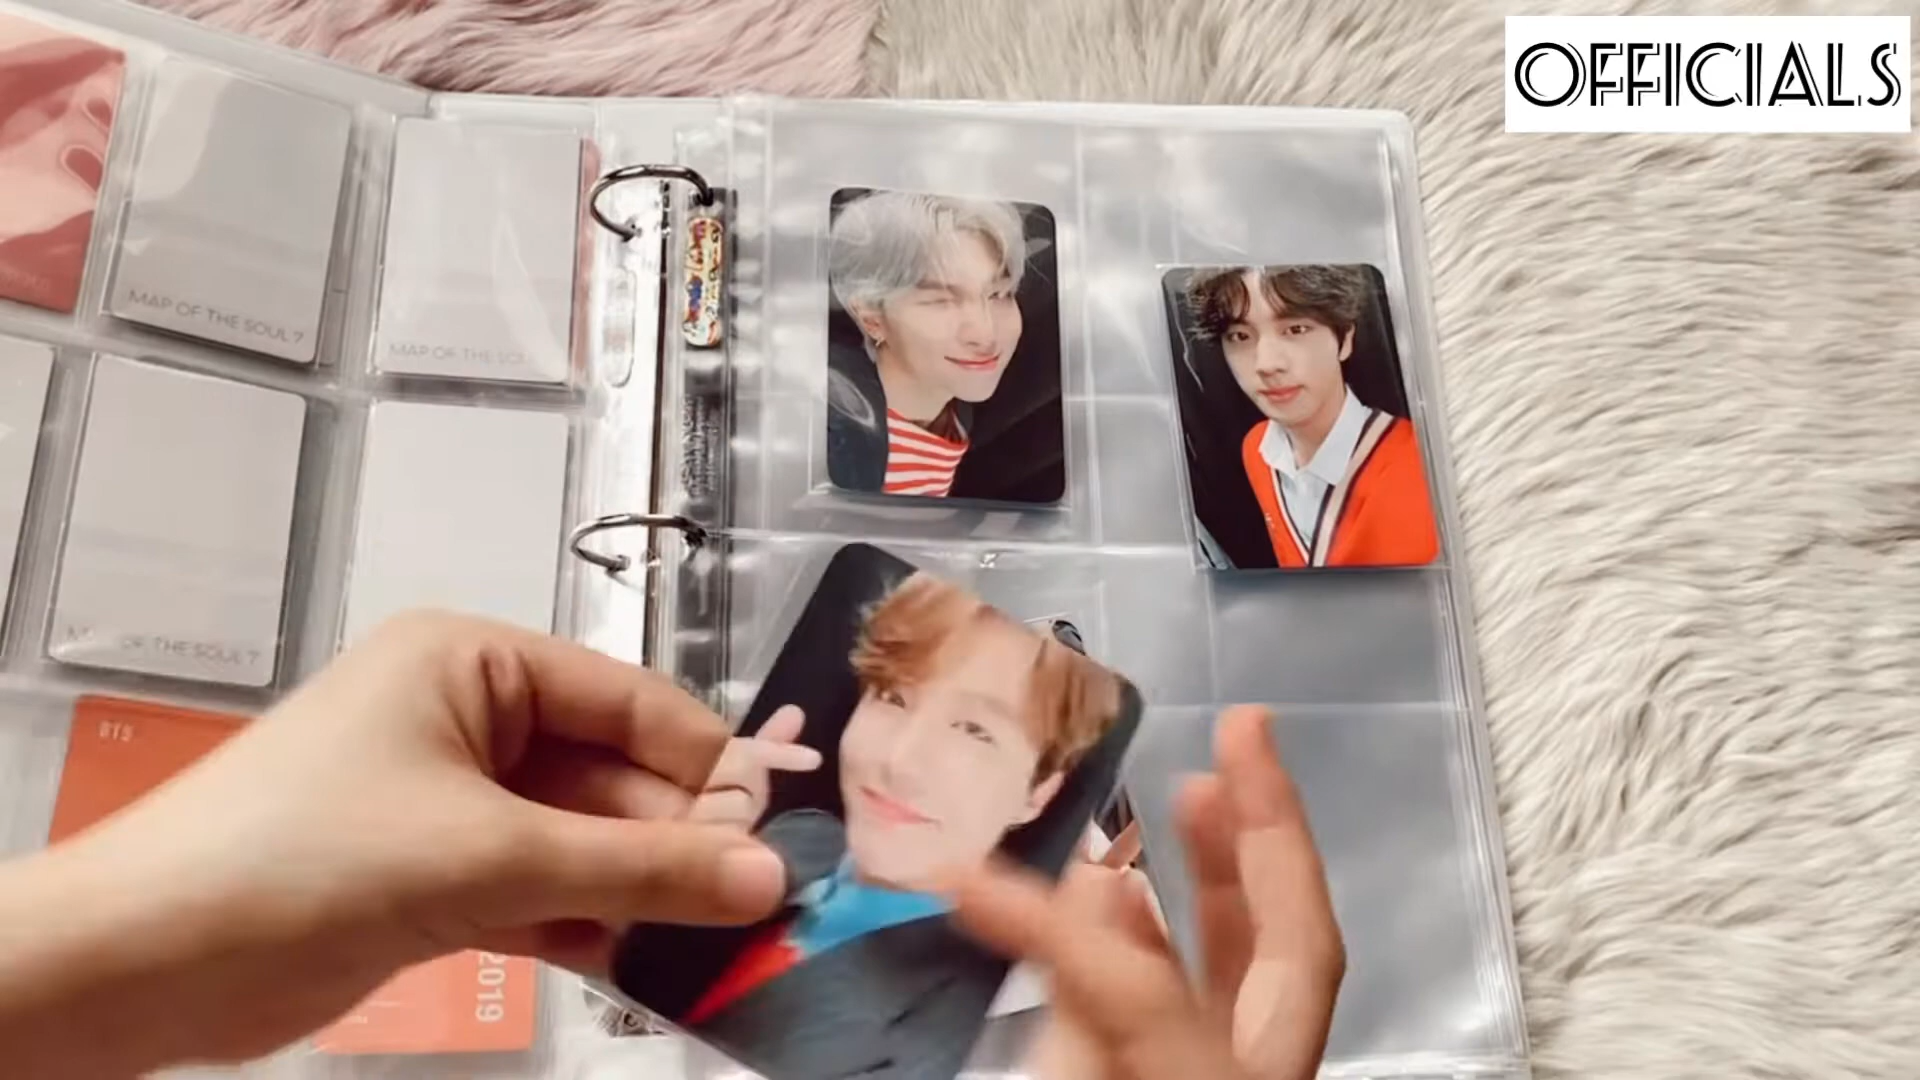 OFFICIALS
MAP OF THE SOUL 7
MAP OF THE SOUL
MAP OF THE SOUL 7
BTS
2019